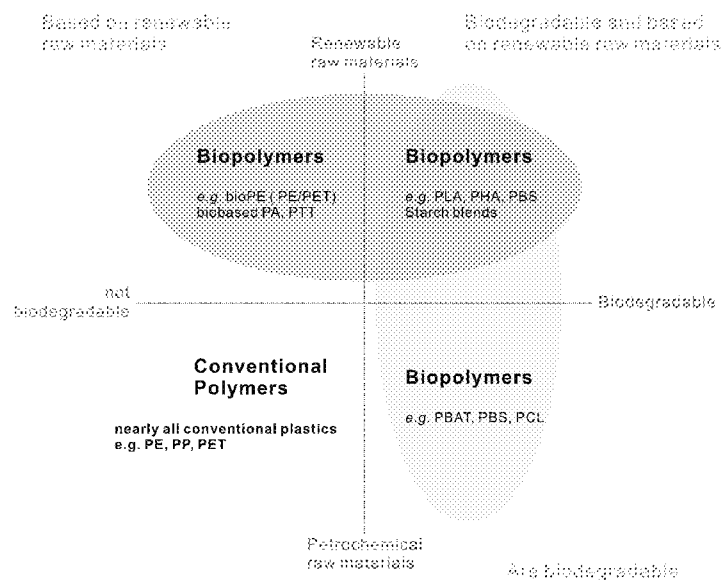 Based on renewable
raw materials
Renewable
raw materials
Biodegradable and based
on renewable raw materials
Biopolymers
e.g. bioPE ( PE/PET)
biobased PA, PTT
Biopolymers
e.g. PLA, PHA, PBS
Starch blends
not
biodegradable
Biodegradable
Conventional
Polymers
nearly all conventional plastics
e.g. PE, PP, PET
Biopolymers
e.g. PBAT, PBS, PCL
Petrochemical
raw materials
Are biodegradable